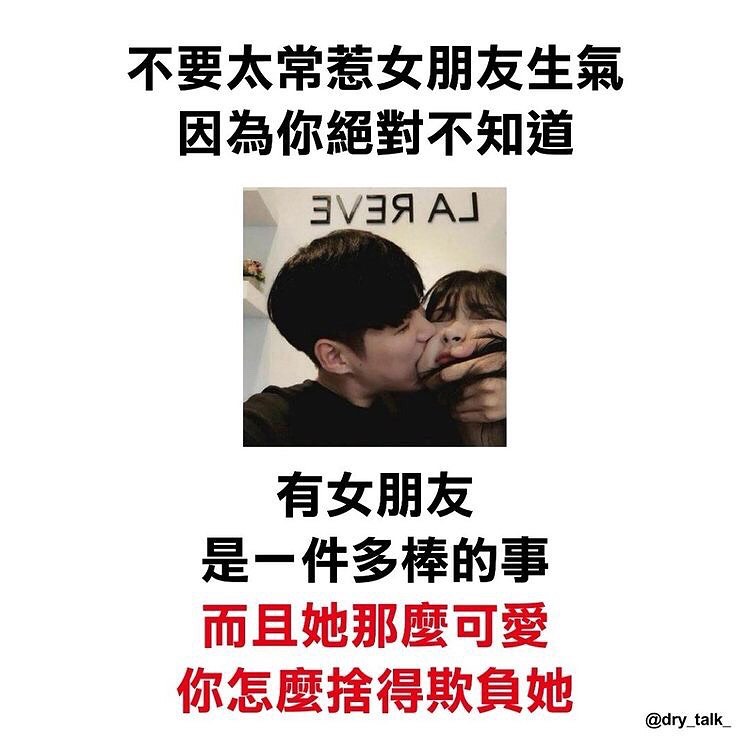 不要太常惹女朋友生氣
因為你絕對不知道
LA REVE
有女朋友
是一件多棒的事
而且她那麼可愛
你怎麼捨得欺負她
@dry_talk_